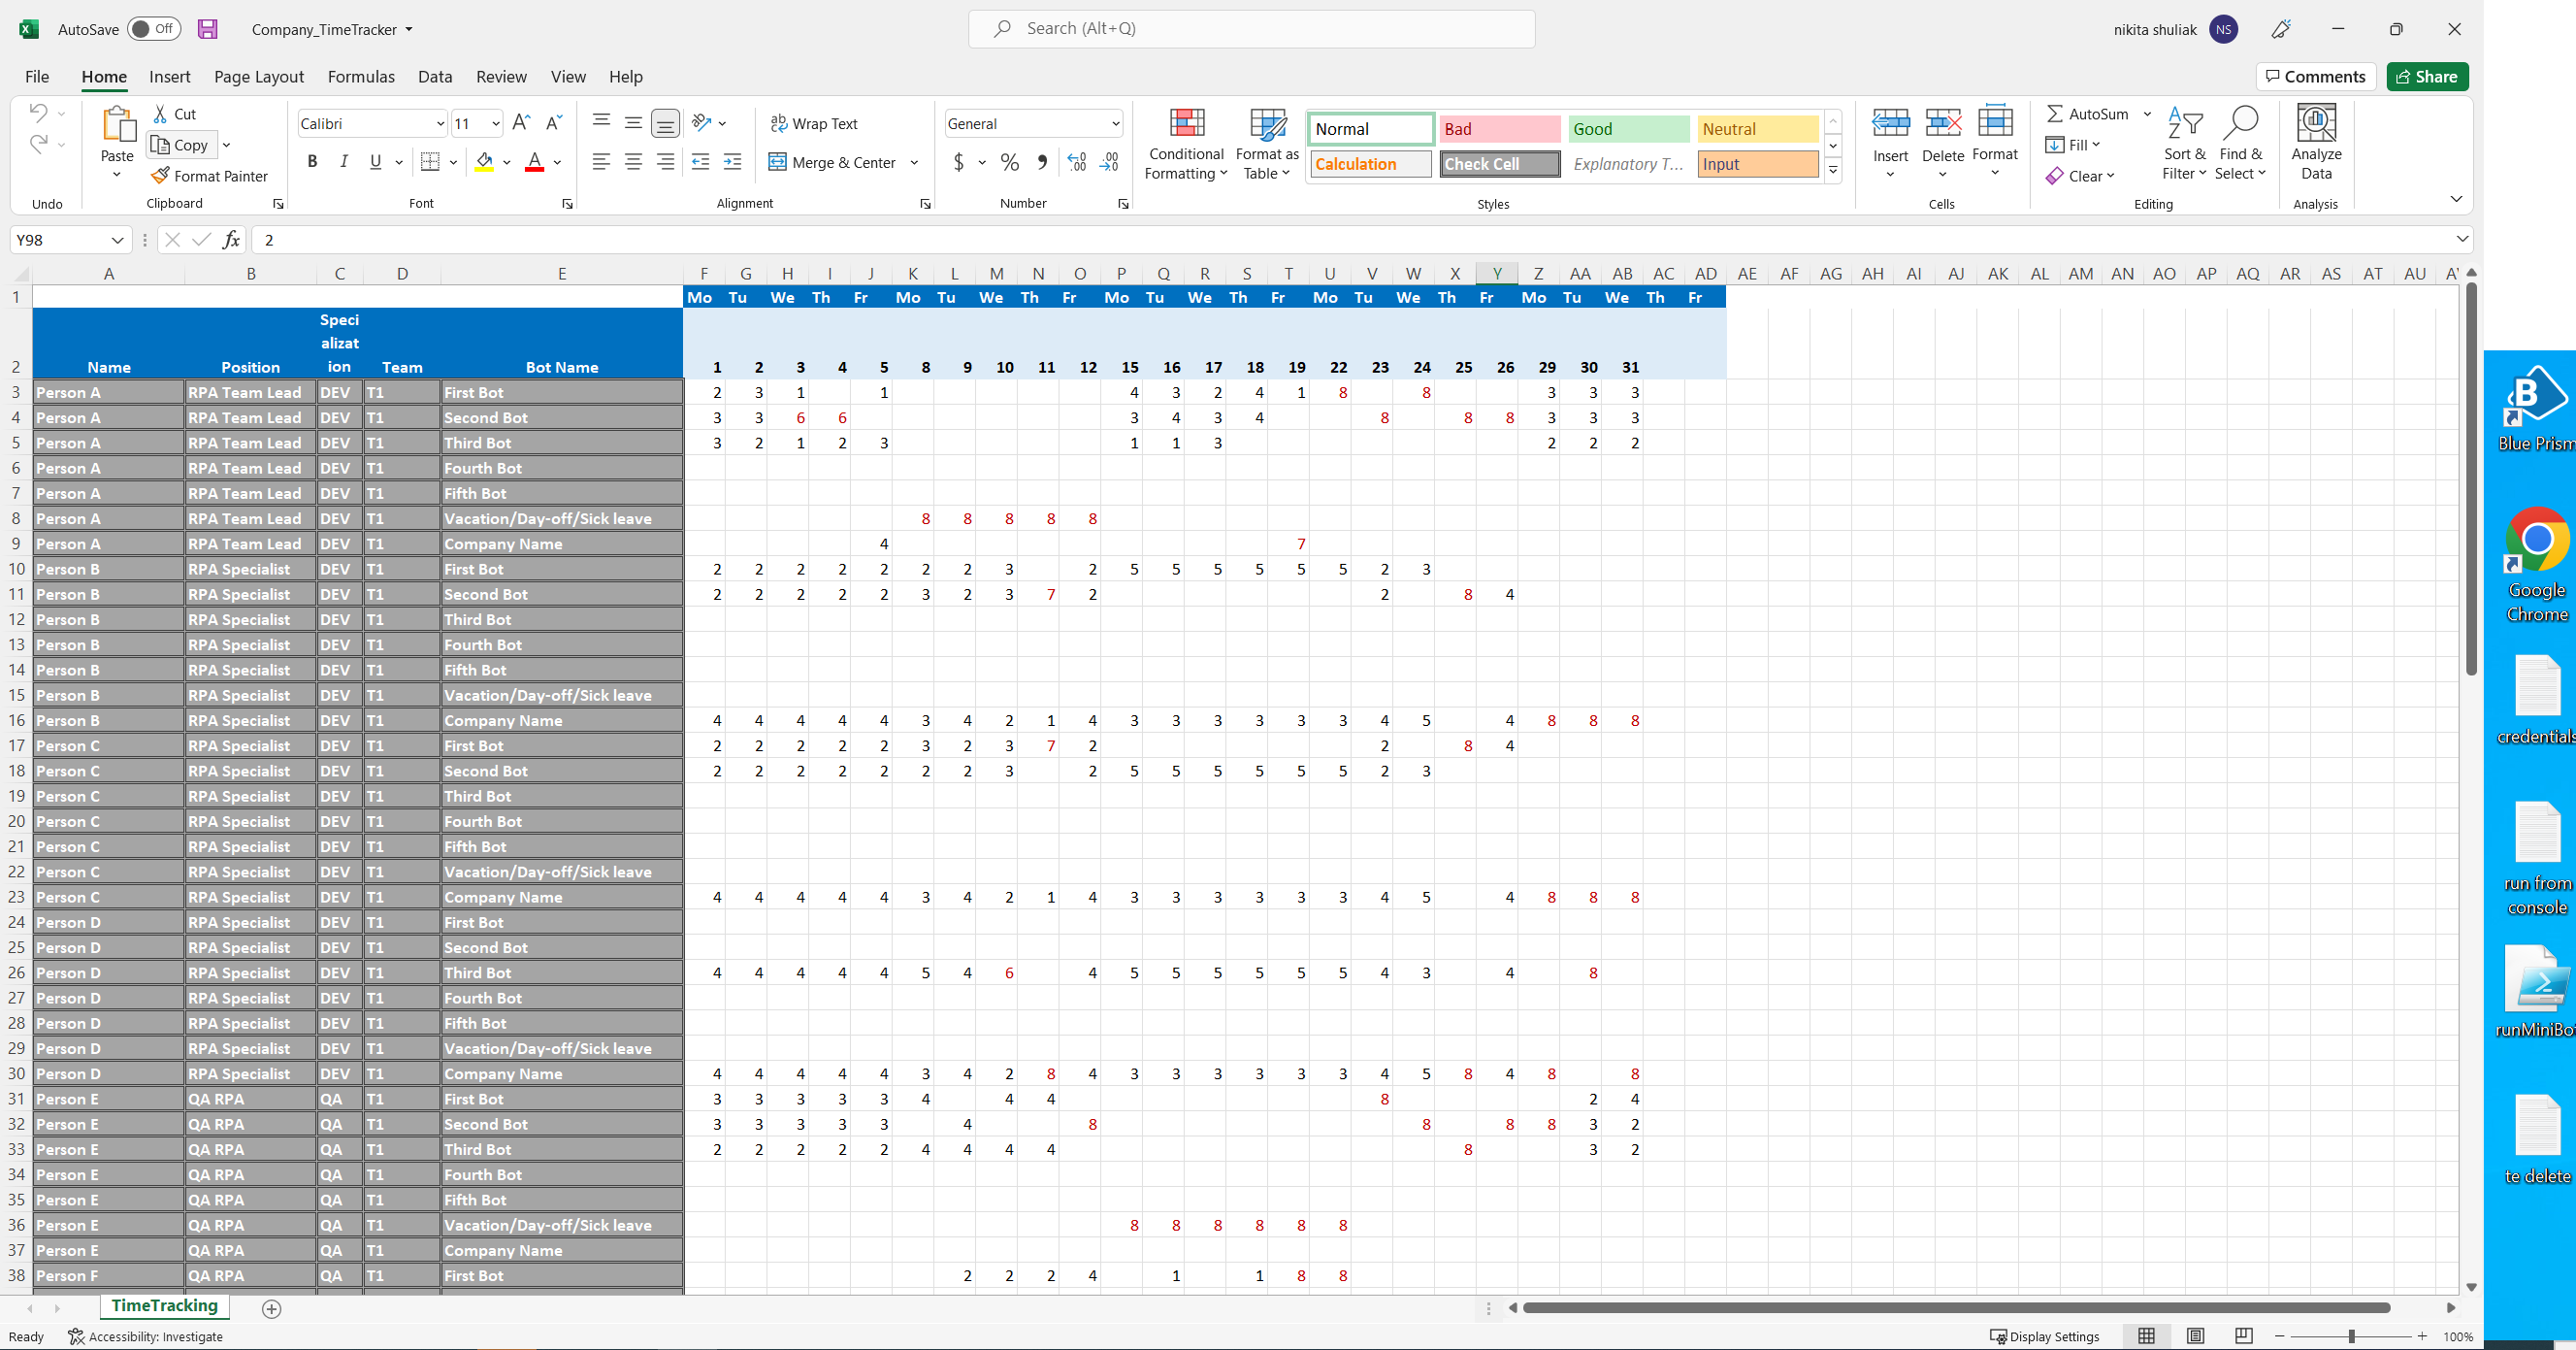 AutoSave Off Company_TimeTracker Search (Alt+Q) nikita shuliak NS
File Home Insert Page Layout Formulas Data Review View Help Comments Share
Undo
Paste Cut Copy Format Painter Clipboard
Calibri 11 B I U A Font
Wrap Text Merge & Center Alignment
General $ % Number
Conditional Formatting Format as Table
Normal Bad Good Neutral
Calculation Check Cell Explanatory T... Input
Styles
Insert Delete Format Cells
AutoSum Fill Clear Sort & Filter Find & Select Editing
Analyze Data Analysis
Y98 fx 2
A B C D E F G H I J K L M N O P Q R S T U V W X Y Z AA AB AC AD AE AF AG AH AI AJ AK AL AM AN AO AP AQ AR AS AT AU
1 Mo Tu We Th Fr Mo Tu We Th Fr Mo Tu We Th Fr Mo Tu We Th Fr Mo Tu We Th Fr
2 Name Position Specialization Team Bot Name 1 2 3 4 5 8 9 10 11 12 15 16 17 18 19 22 23 24 25 26 29 30 31
3 Person A RPA Team Lead DEV T1 First Bot 2 3 1 1 4 3 2 4 1 8 8 3 3 3
4 Person A RPA Team Lead DEV T1 Second Bot 3 3 6 6 3 4 3 4 8 8 8 3 3 3
5 Person A RPA Team Lead DEV T1 Third Bot 3 2 1 2 3 1 1 3 2 2 2
6 Person A RPA Team Lead DEV T1 Fourth Bot
7 Person A RPA Team Lead DEV T1 Fifth Bot
8 Person A RPA Team Lead DEV T1 Vacation/Day-off/Sick leave 8 8 8 8 8
9 Person A RPA Team Lead DEV T1 Company Name 4 7
10 Person B RPA Specialist DEV T1 First Bot 2 2 2 2 2 2 2 3 2 5 5 5 5 5 5 2 3
11 Person B RPA Specialist DEV T1 Second Bot 2 2 2 2 2 3 2 3 7 2 2 8 4
12 Person B RPA Specialist DEV T1 Third Bot
13 Person B RPA Specialist DEV T1 Fourth Bot
14 Person B RPA Specialist DEV T1 Fifth Bot
15 Person B RPA Specialist DEV T1 Vacation/Day-off/Sick leave
16 Person B RPA Specialist DEV T1 Company Name 4 4 4 4 4 3 4 2 1 4 3 3 3 3 3 3 4 5 4 8 8 8
17 Person C RPA Specialist DEV T1 First Bot 2 2 2 2 2 3 2 3 7 2 2 8 4
18 Person C RPA Specialist DEV T1 Second Bot 2 2 2 2 2 2 2 3 2 5 5 5 5 5 5 2 3
19 Person C RPA Specialist DEV T1 Third Bot
20 Person C RPA Specialist DEV T1 Fourth Bot
21 Person C RPA Specialist DEV T1 Fifth Bot
22 Person C RPA Specialist DEV T1 Vacation/Day-off/Sick leave
23 Person C RPA Specialist DEV T1 Company Name 4 4 4 4 4 3 4 2 1 4 3 3 3 3 3 3 4 5 4 8 8 8
24 Person D RPA Specialist DEV T1 First Bot
25 Person D RPA Specialist DEV T1 Second Bot
26 Person D RPA Specialist DEV T1 Third Bot 4 4 4 4 4 5 4 6 4 5 5 5 5 5 5 4 3 4 8
27 Person D RPA Specialist DEV T1 Fourth Bot
28 Person D RPA Specialist DEV T1 Fifth Bot
29 Person D RPA Specialist DEV T1 Vacation/Day-off/Sick leave
30 Person D RPA Specialist DEV T1 Company Name 4 4 4 4 4 3 4 2 8 4 3 3 3 3 3 3 4 5 8 4 8 8
31 Person E QA RPA QA T1 First Bot 3 3 3 3 3 4 4 4 8 2 4
32 Person E QA RPA QA T1 Second Bot 3 3 3 3 3 4 8 8 8 8 3 2
33 Person E QA RPA QA T1 Third Bot 2 2 2 2 2 4 4 4 4 8 3 2
34 Person E QA RPA QA T1 Fourth Bot
35 Person E QA RPA QA T1 Fifth Bot
36 Person E QA RPA QA T1 Vacation/Day-off/Sick leave 8 8 8 8 8 8
37 Person E QA RPA QA T1 Company Name
38 Person F QA RPA QA T1 First Bot 2 2 2 4 1 1 8 8
TimeTracking
Ready Accessibility: Investigate Display Settings 100%
Blue Prism
Google Chrome
credentials
run from console
runMiniBo
te delete